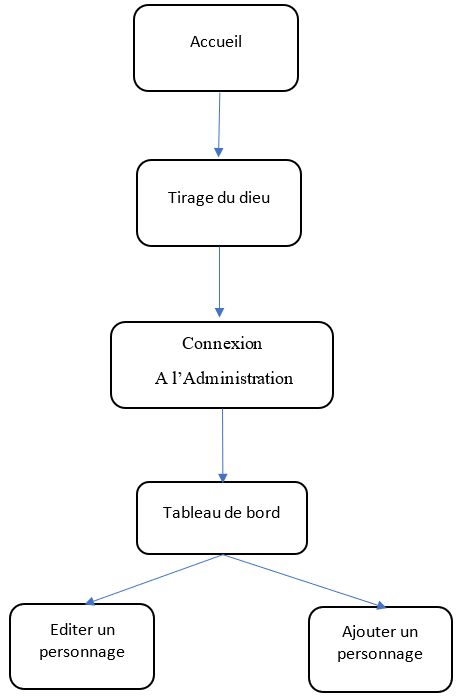 Accueil
Tirage du dieu
Connexion
A l’Administration
Tableau de bord
Editer un
personnage
Ajouter un
personnage